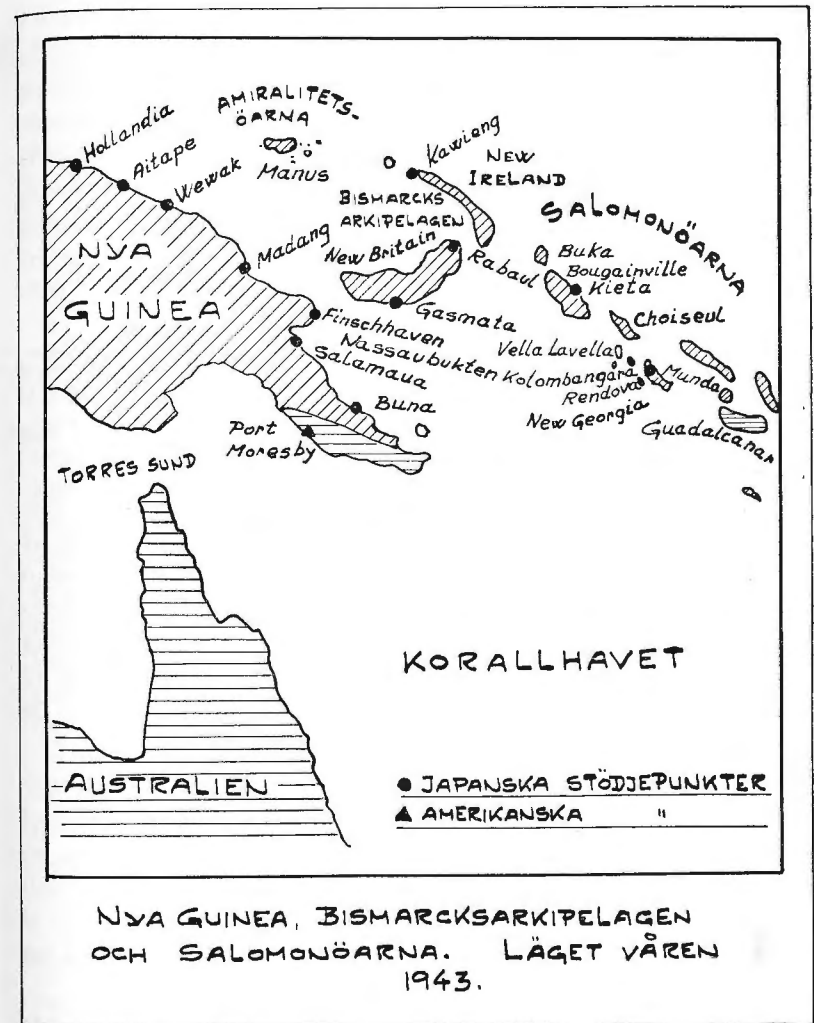 AMIRALITETS-
ÖARNA
Hollandia
Aitape
Wewak
Manus
Kawieng
NEW
IRELAND
BISMARCKS
ARKIPELAGEN
SALOMONÖARNA
NYA
GUINEA
Madang
New Britain
Rabaul
Buka
Bougainville
Kieta
Finschhaven
Gasmata
Choiseul
Nassaubukten
Vella Lavella
Salamaua
Kolombangara
Munda
Rendova
New Georgia
Buna
Guadalcanar
Port
Moresby
TORRES SUND
KORALLHAVET
AUSTRALIEN
JAPANSKA STÖDJEPUNKTER
AMERIKANSKA "
NYA GUINEA, BISMARCKSARKIPELAGEN
OCH SALOMONÖARNA. LÄGET VÅREN
1943.